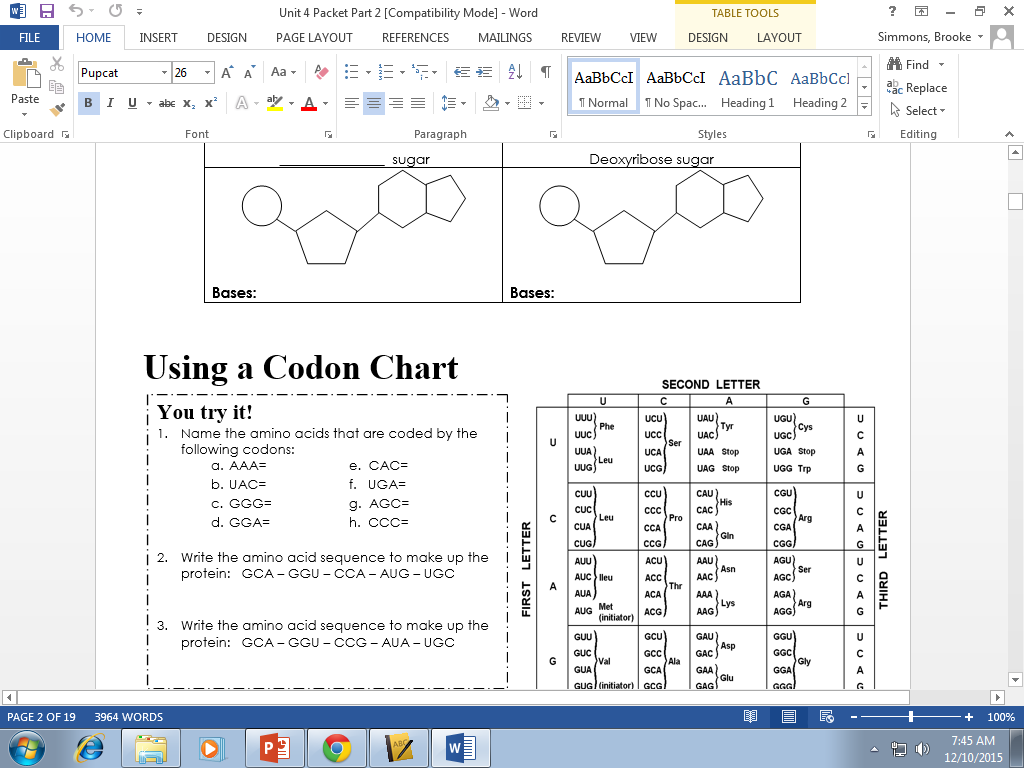 Unit 4 Packet Part 2 [Compatibility Mode] - Word
TABLE TOOLS
FILE HOME INSERT DESIGN PAGE LAYOUT REFERENCES MAILINGS REVIEW VIEW DESIGN LAYOUT Simmons, Brooke
Paste
Pupcat 26 Aa
B I U abc X₂ X² A A
AaBbCcI AaBbCcI AaBbC AaBbCcI
¶ Normal ¶ No Spac... Heading 1 Heading 2
Find
Replace
Select
Clipboard Font Paragraph Styles Editing
_______________ sugar Deoxyribose sugar
Bases: Bases:
Using a Codon Chart
You try it!
1. Name the amino acids that are coded by the
following codons:
a. AAA= e. CAC=
b. UAC= f. UGA=
c. GGG= g. AGC=
d. GGA= h. CCC=
2. Write the amino acid sequence to make up the
protein: GCA – GGU – CCA – AUG – UGC
3. Write the amino acid sequence to make up the
protein: GCA – GGU – CCG – AUA – UGC
SECOND LETTER
U C A G
FIRST LETTER
THIRD LETTER
U
UUU UCU UAU UGU U
UUC Phe UCC UAC Tyr UGC Cys C
UUA UCA Ser UAA Stop UGA Stop A
UUG Leu UCG UAG Stop UGG Trp G
C
CUU CCU CAU CGU U
CUC CCC CAC His CGC C
CUA Leu CCA Pro CAA CGA Arg A
CUG CCG CAG Gln CGG G
A
AUU ACU AAU AGU U
AUC Ileu ACC AAC Asn AGC Ser C
AUA ACA Thr AAA AGA A
AUG Met (initiator) ACG AAG Lys AGG Arg G
G
GUU GCU GAU GGU U
GUC GCC GAC Asp GGC C
GUA Val GCA Ala GAA GGA Gly A
GUG (initiator) GCG GAG Glu GGG G
PAGE 2 OF 19 3964 WORDS 100%
7:45 AM
12/10/2015